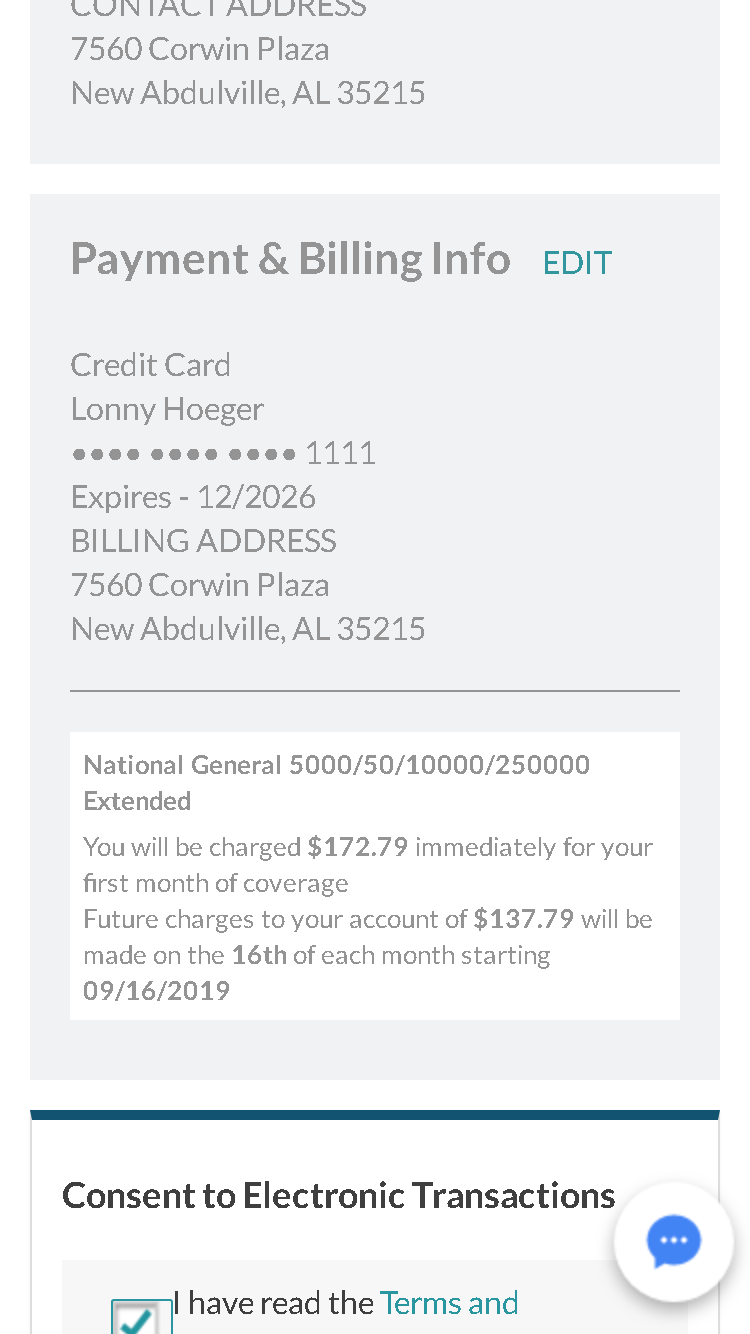 CONTACT ADDRESS
7560 Corwin Plaza
New Abdulville, AL 35215
Payment & Billing Info EDIT
Credit Card
Lonny Hoeger
•••• •••• •••• 1111
Expires - 12/2026
BILLING ADDRESS
7560 Corwin Plaza
New Abdulville, AL 35215
National General 5000/50/10000/250000
Extended
You will be charged $172.79 immediately for your
first month of coverage
Future charges to your account of $137.79 will be
made on the 16th of each month starting
09/16/2019
Consent to Electronic Transactions
I have read the Terms and